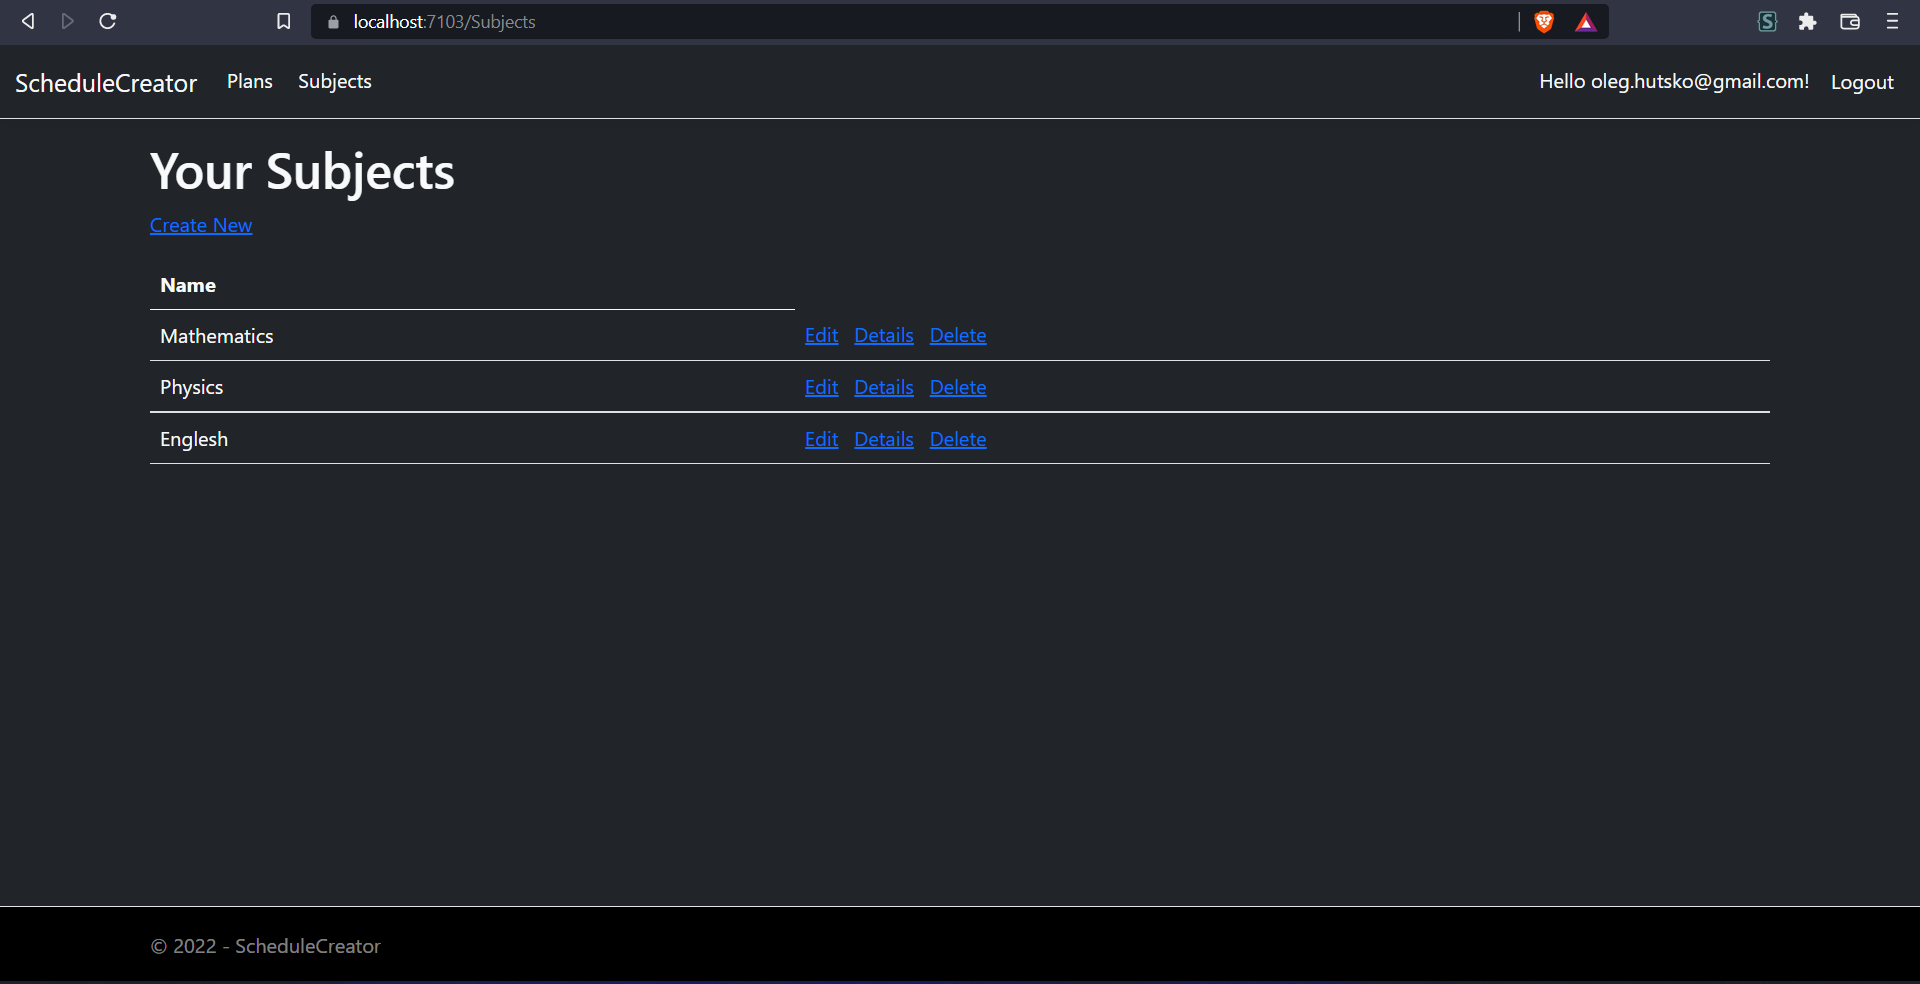 localhost:7103/Subjects
ScheduleCreator Plans Subjects Hello oleg.hutsko@gmail.com! Logout
Your Subjects
Create New
Name
Mathematics Edit Details Delete
Physics Edit Details Delete
Englesh Edit Details Delete
© 2022 - ScheduleCreator